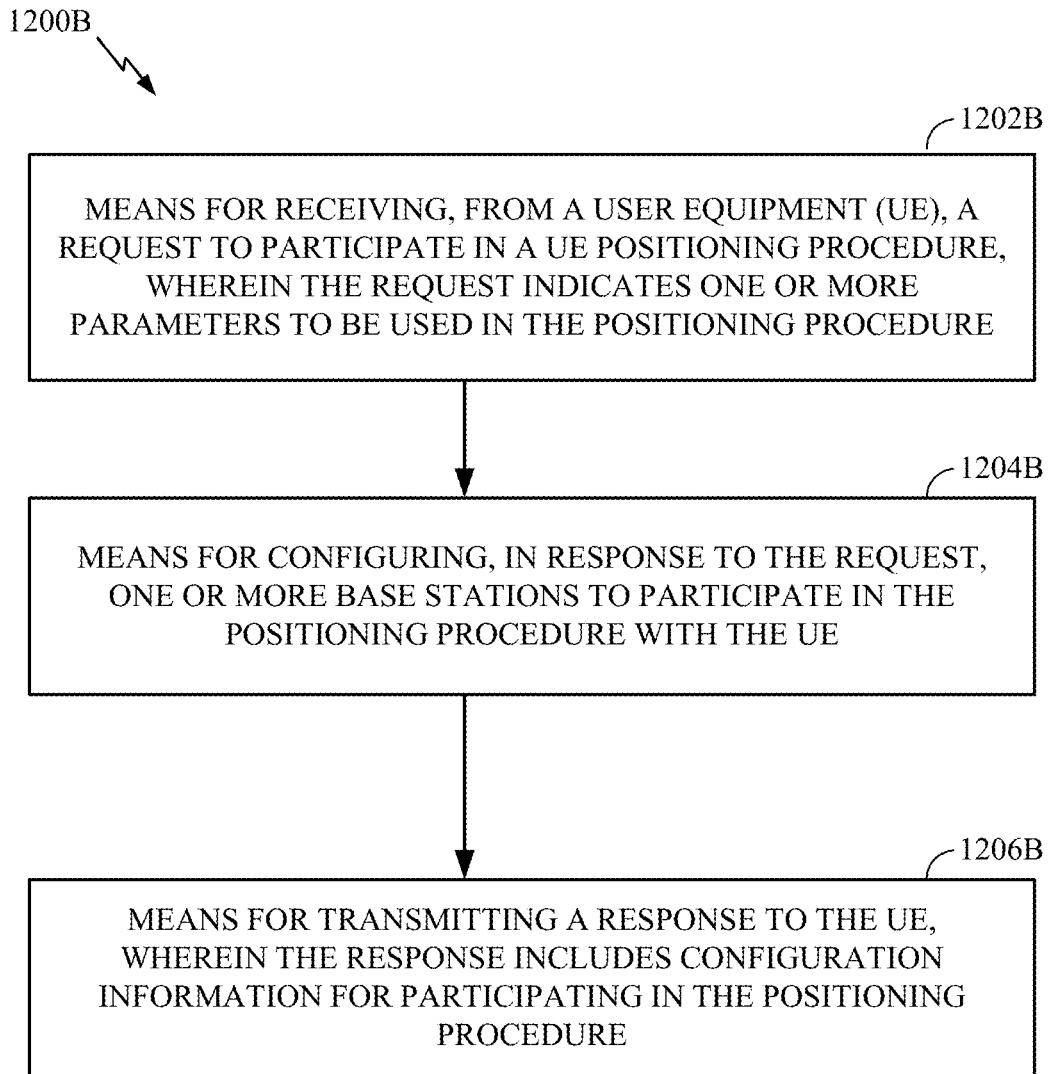 1200B
1202B
MEANS FOR RECEIVING, FROM A USER EQUIPMENT (UE), A
REQUEST TO PARTICIPATE IN A UE POSITIONING PROCEDURE,
WHEREIN THE REQUEST INDICATES ONE OR MORE
PARAMETERS TO BE USED IN THE POSITIONING PROCEDURE
1204B
MEANS FOR CONFIGURING, IN RESPONSE TO THE REQUEST,
ONE OR MORE BASE STATIONS TO PARTICIPATE IN THE
POSITIONING PROCEDURE WITH THE UE
1206B
MEANS FOR TRANSMITTING A RESPONSE TO THE UE,
WHEREIN THE RESPONSE INCLUDES CONFIGURATION
INFORMATION FOR PARTICIPATING IN THE POSITIONING
PROCEDURE